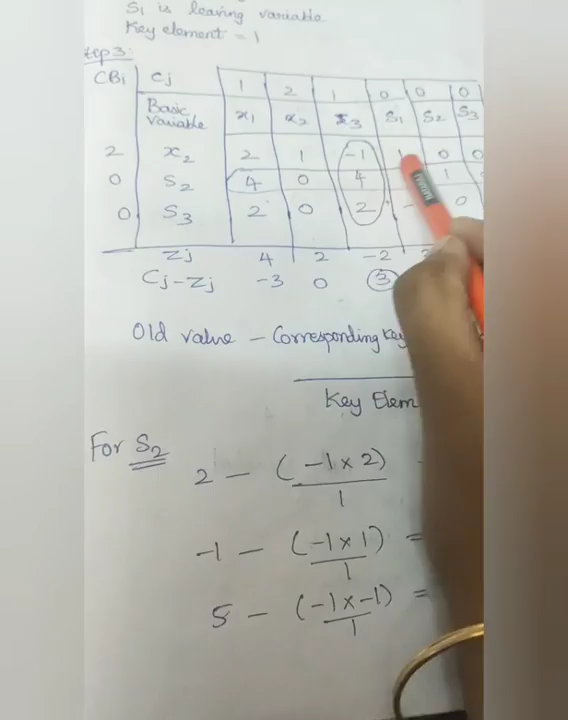 S1 is leaving variable
Key element = 1
step 3:
CBi Cj 1 2 1 0 0 0
Basic variable x1 x2 x3 S1 S2 S3
2 x2 2 1 -1 1 0 0
0 S2 4 0 4 1
0 S3 2 0 2 - 0
Zj 4 2 -2 2
Cj-Zj -3 0 3
Old value - Corresponding Key
Key Elem
For S2
2 - (-1 x 2)
1
-1 - (-1 x 1) =
1
5 - (-1 x -1) =
1